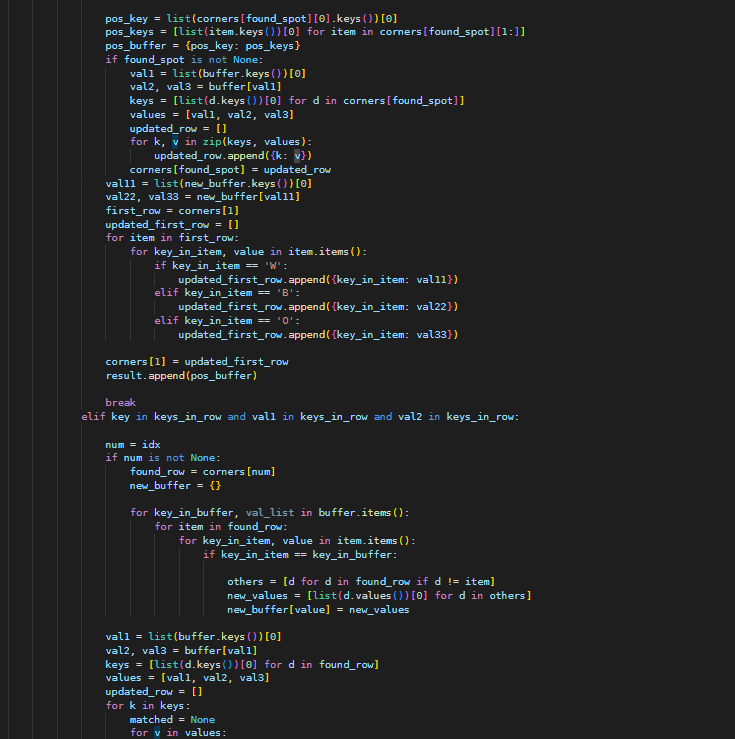 pos_key = list(corners[found_spot][0].keys())[0]
pos_keys = [list(item.keys())[0] for item in corners[found_spot][1:]]
pos_buffer = {pos_key: pos_keys}
if found_spot is not None:
    val1 = list(buffer.keys())[0]
    val2, val3 = buffer[val1]
    keys = [list(d.keys())[0] for d in corners[found_spot]]
    values = [val1, val2, val3]
    updated_row = []
    for k, v in zip(keys, values):
        updated_row.append({k: v})
    corners[found_spot] = updated_row
val11 = list(new_buffer.keys())[0]
val22, val33 = new_buffer[val11]
first_row = corners[1]
updated_first_row = []
for item in first_row:
    for key_in_item, value in item.items():
        if key_in_item == 'W':
            updated_first_row.append({key_in_item: val11})
        elif key_in_item == 'B':
            updated_first_row.append({key_in_item: val22})
        elif key_in_item == 'O':
            updated_first_row.append({key_in_item: val33})
corners[1] = updated_first_row
result.append(pos_buffer)
break
elif key in keys_in_row and val1 in keys_in_row and val2 in keys_in_row:
num = idx
if num is not None:
    found_row = corners[num]
    new_buffer = {}
    for key_in_buffer, val_list in buffer.items():
        for item in found_row:
            for key_in_item, value in item.items():
                if key_in_item == key_in_buffer:
                    others = [d for d in found_row if d != item]
                    new_values = [list(d.values())[0] for d in others]
                    new_buffer[value] = new_values
val1 = list(buffer.keys())[0]
val2, val3 = buffer[val1]
keys = [list(d.keys())[0] for d in found_row]
values = [val1, val2, val3]
updated_row = []
for k in keys:
    matched = None
    for v in values: